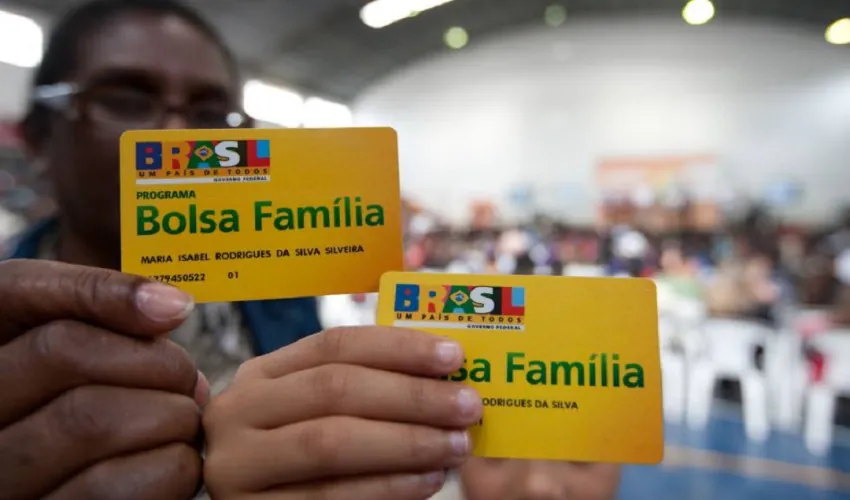 BRASIL
UM PAÍS DE TODOS
GOVERNO FEDERAL
PROGRAMA
Bolsa Família
MARIA ISABEL RODRIGUES DA SILVA SILVEIRA
279450522 01
BRASIL
UM PAÍS DE TODOS
GOVERNO FEDERAL
sa Família
ODRIGUES DA SILVA